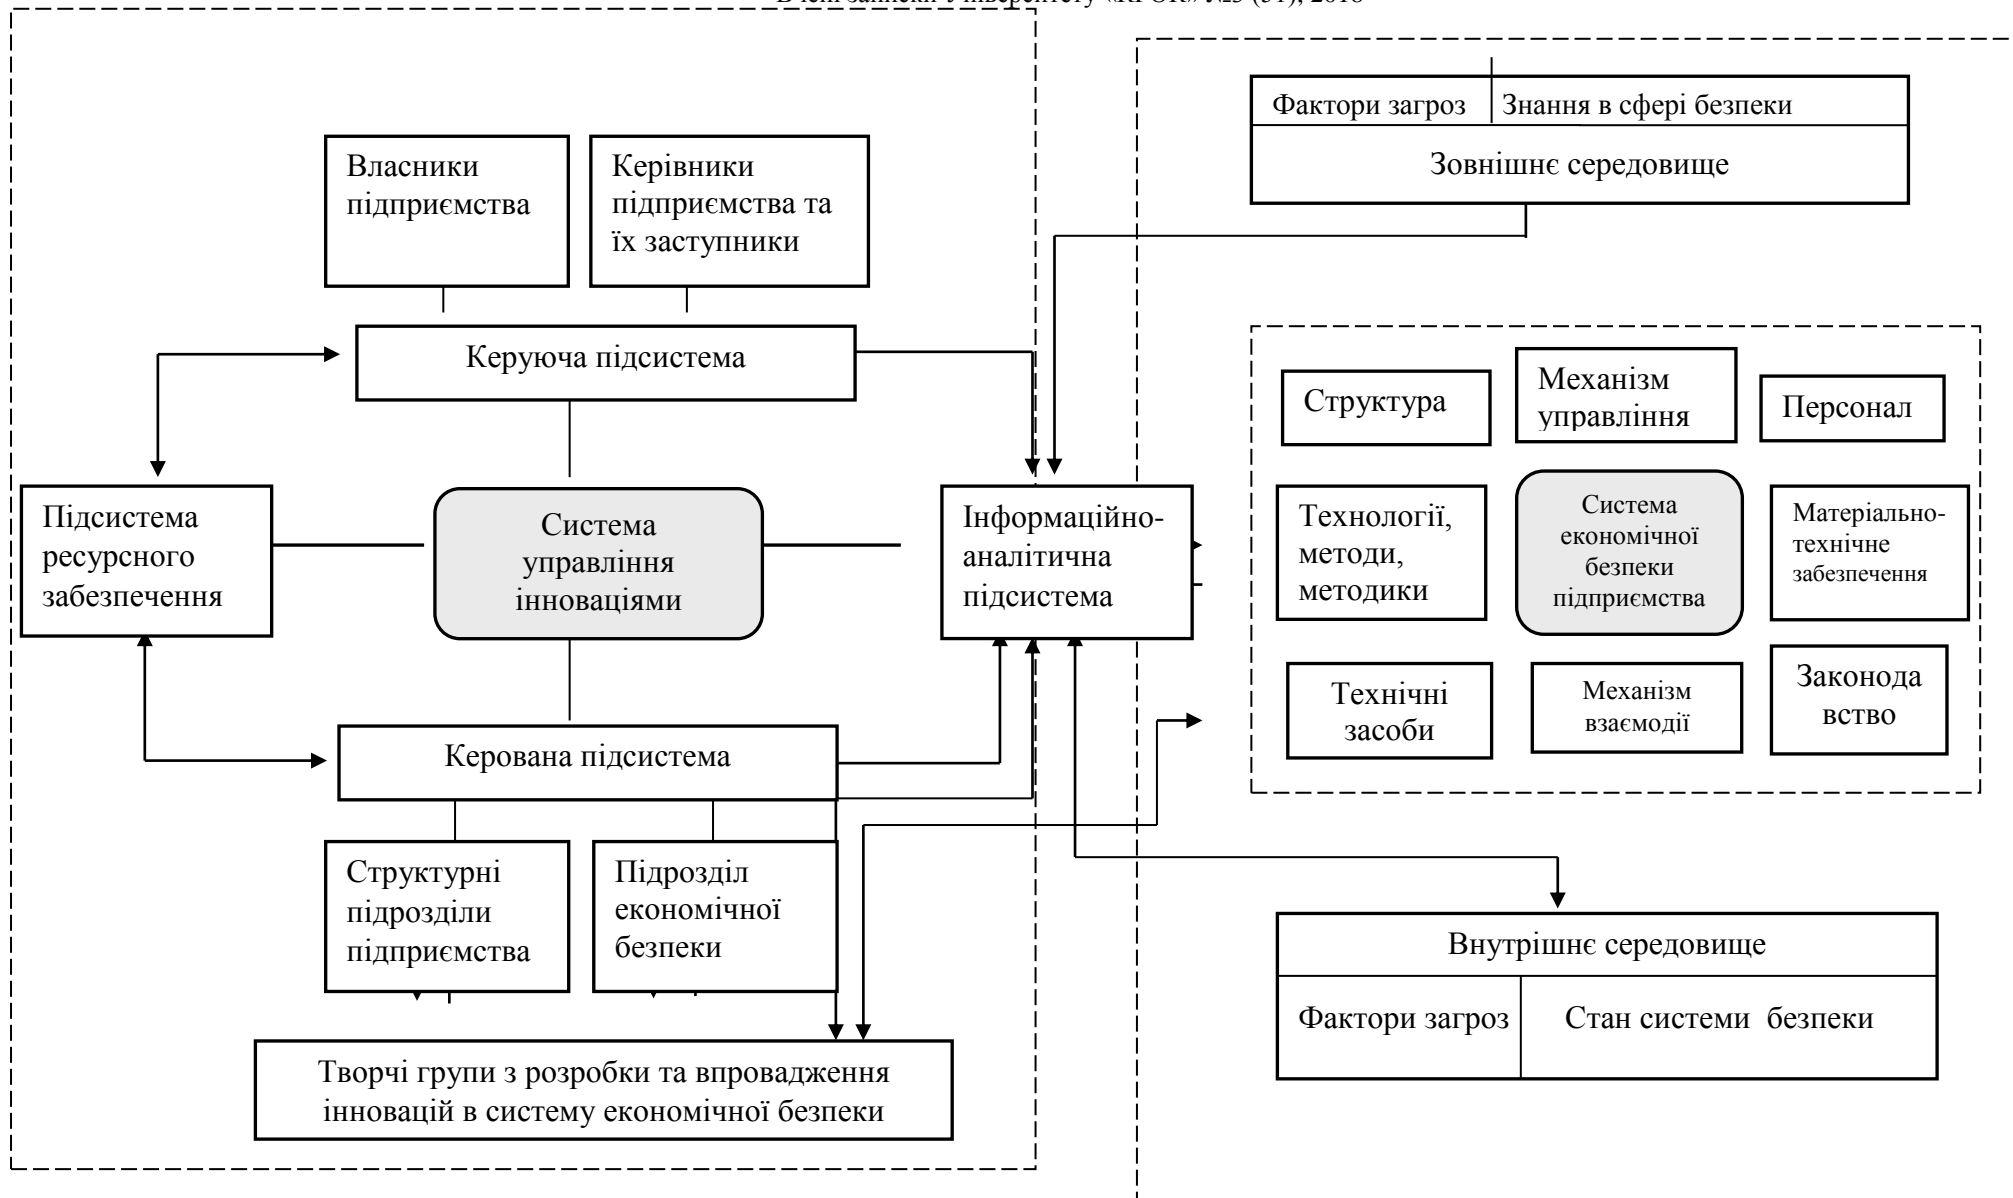 Фактори загроз Знання в сфері безпеки
Зовнішнє середовище
Власники
підприємства
Керівники
підприємства та
їх заступники
Керуюча підсистема
Підсистема
ресурсного
забезпечення
Система
управління
інноваціями
Інформаційно-
аналітична
підсистема
Керована підсистема
Структурні
підрозділи
підприємства
Підрозділ
економічної
безпеки
Творчі групи з розробки та впровадження
інновацій в систему економічної безпеки
Структура
Механізм
управління
Персонал
Технології,
методи,
методики
Система
економічної
безпеки
підприємства
Матеріально-
технічне
забезпечення
Технічні
засоби
Механізм
взаємодії
Законода
вство
Внутрішнє середовище
Фактори загроз Стан системи безпеки